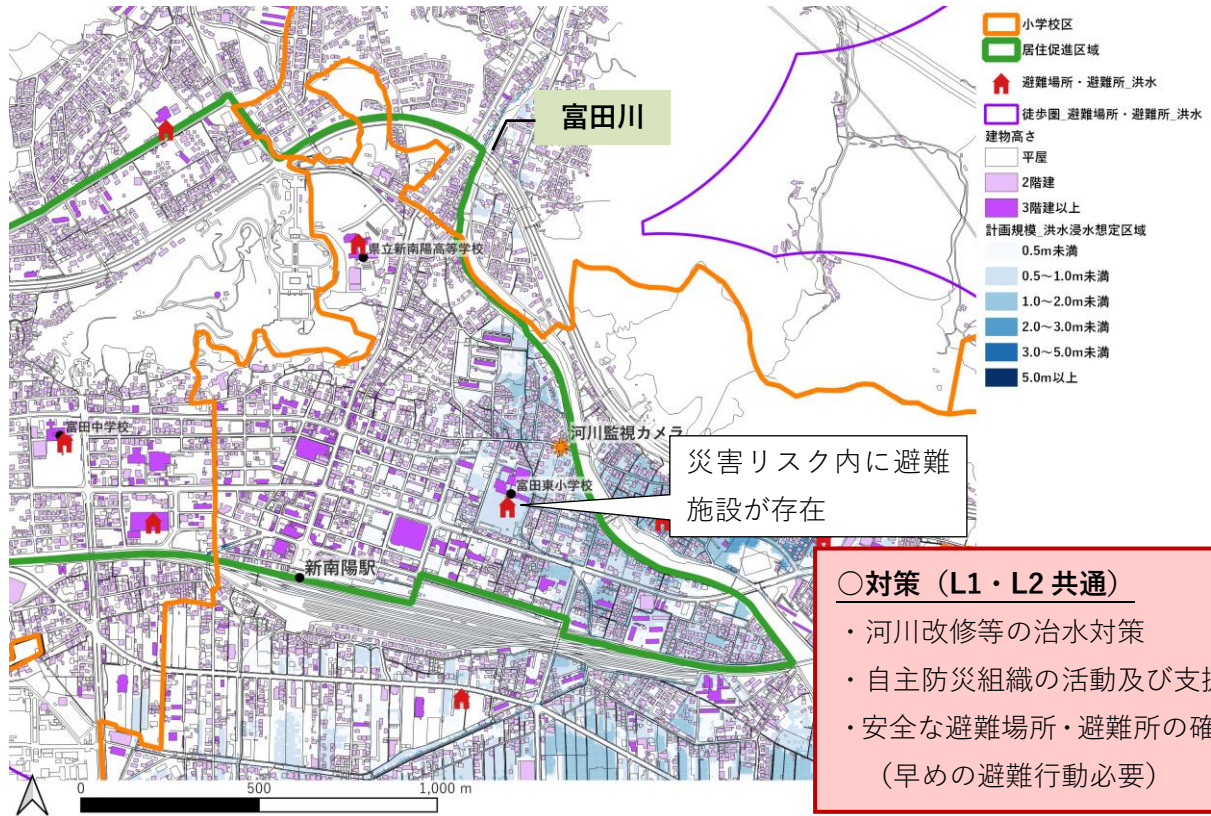 小学校区
居住促進区域
避難場所・避難所_洪水
徒歩圏_避難場所・避難所_洪水
建物高さ
平屋
2階建
3階建以上
計画規模_洪水浸水想定区域
0.5m未満
0.5～1.0m未満
1.0～2.0m未満
2.0～3.0m未満
3.0～5.0m未満
5.0m以上
富田川
県立新南陽高等学校
富田中学校
河川監視カメラ
災害リスク内に避難
施設が存在
富田東小学校
新南陽駅
○対策（L1・L2 共通）
・河川改修等の治水対策
・自主防災組織の活動及び支援
・安全な避難場所・避難所の確
（早めの避難行動必要）
0 500 1,000 m